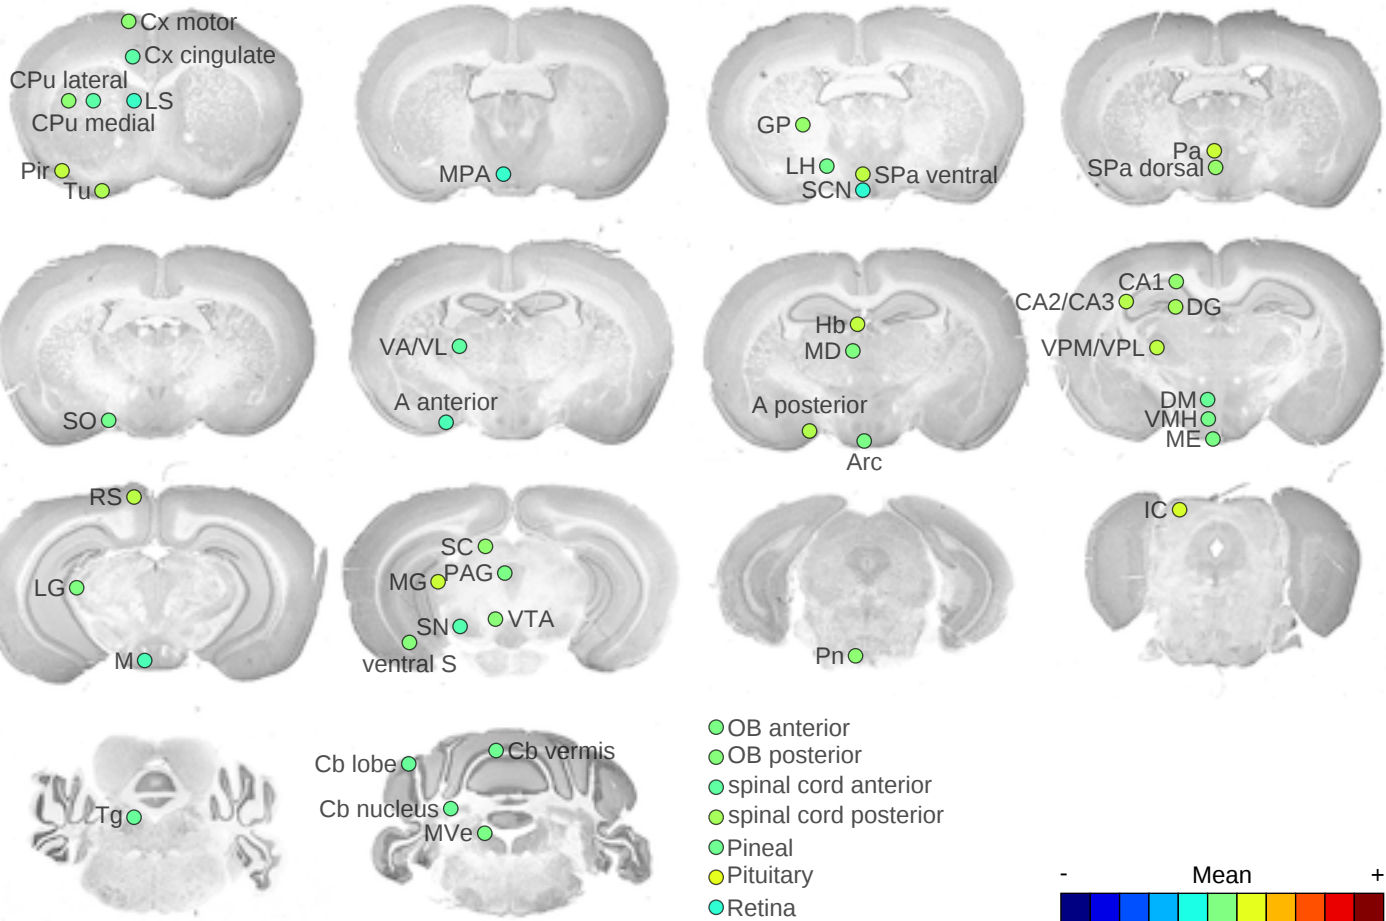 Cx motor
Cx cingulate
CPu lateral
LS
CPu medial
Pir
Tu
MPA
GP
LH
SPa ventral
SCN
Pa
SPa dorsal
SO
VA/VL
A anterior
Hb
MD
A posterior
Arc
CA1
CA2/CA3
DG
VPM/VPL
DM
VMH
ME
RS
LG
M
SC
MG
PAG
SN
VTA
ventral S
Pn
IC
Tg
Cb lobe
Cb vermis
Cb nucleus
MVe
OB anterior
OB posterior
spinal cord anterior
spinal cord posterior
Pineal
Pituitary
Retina
- Mean +